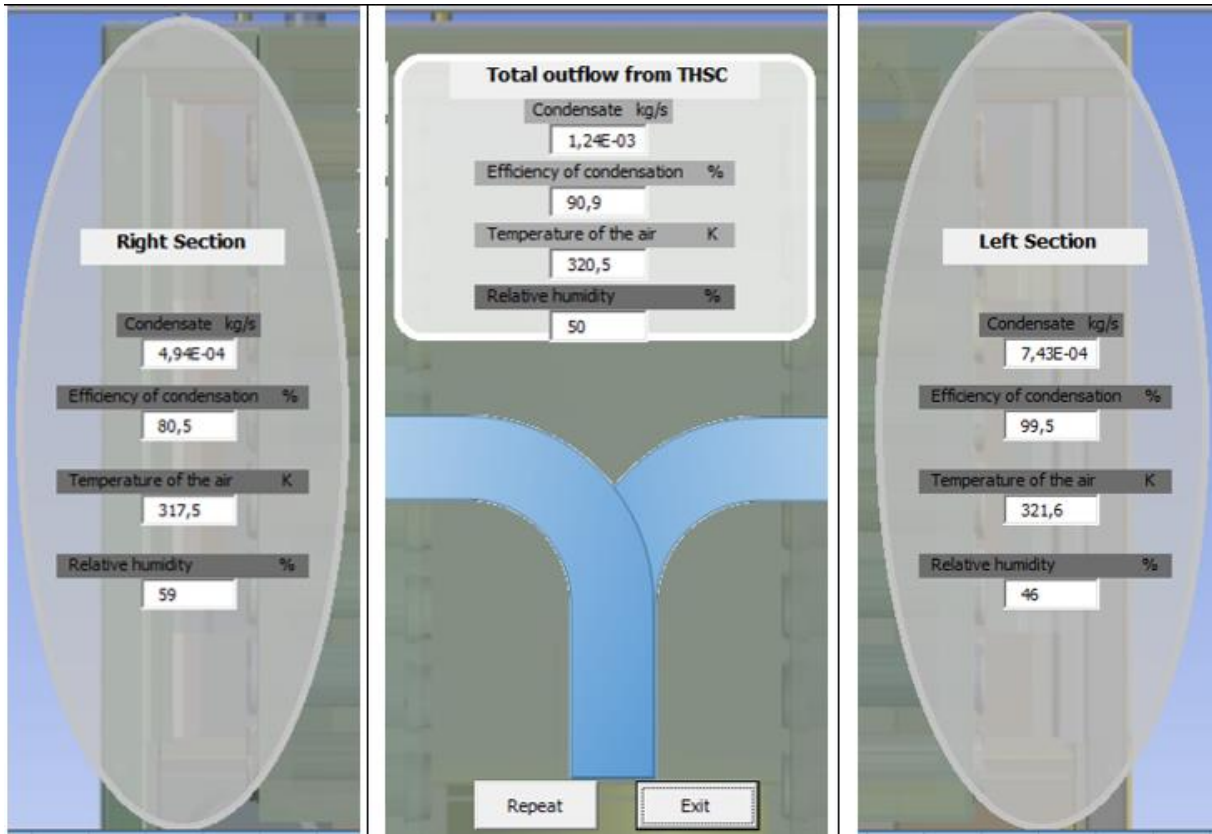 Right Section
Condensate kg/s
4,94E-04
Efficiency of condensation %
80,5
Temperature of the air K
317,5
Relative humidity %
59
Total outflow from THSC
Condensate kg/s
1,24E-03
Efficiency of condensation %
90,9
Temperature of the air K
320,5
Relative humidity %
50
Repeat
Exit
Left Section
Condensate kg/s
7,43E-04
Efficiency of condensation %
99,5
Temperature of the air K
321,6
Relative humidity %
46